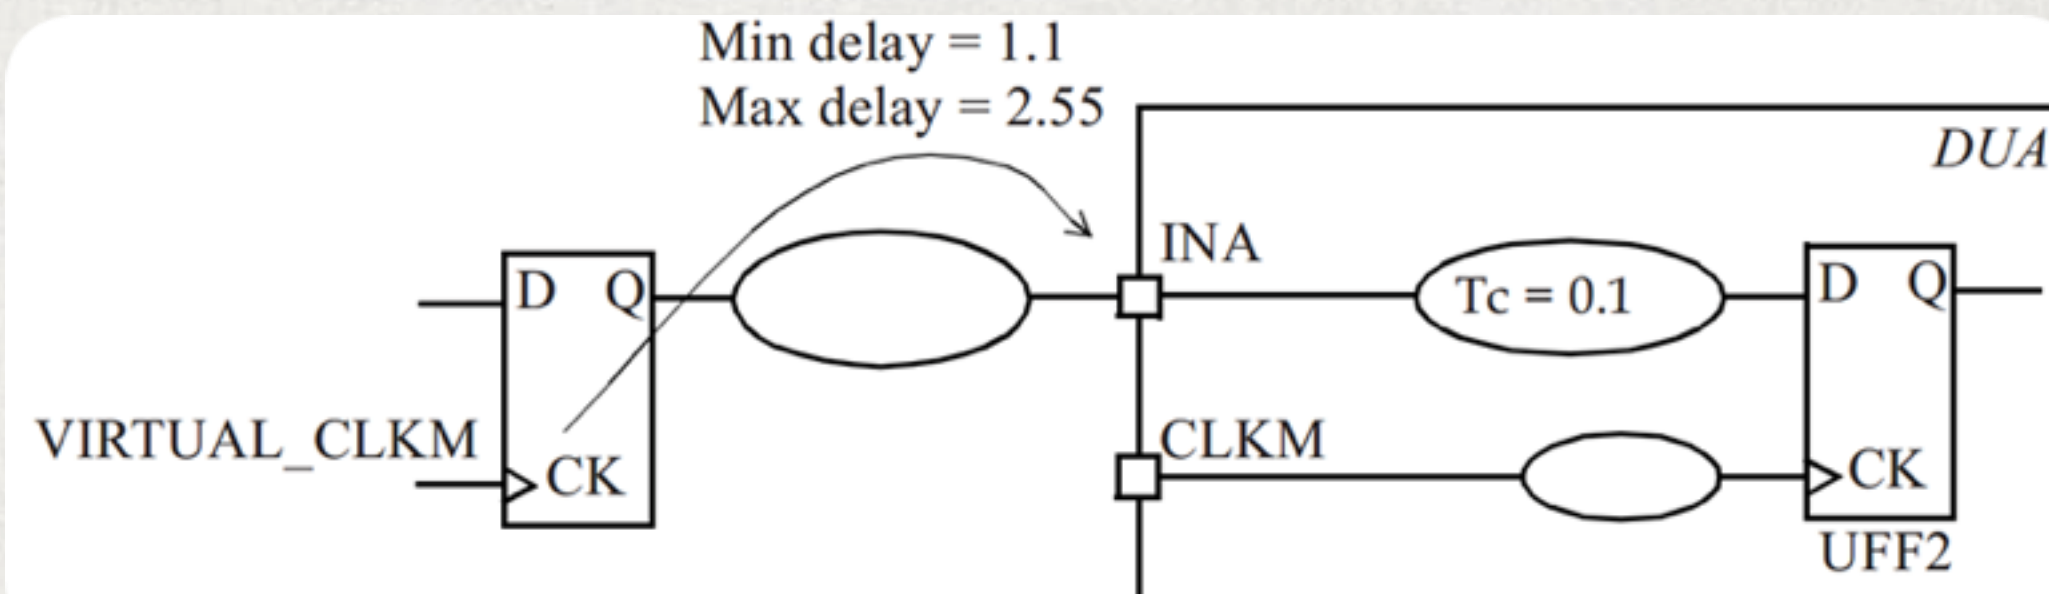 Min delay = 1.1
Max delay = 2.55
DUA
INA
D Q
Tc = 0.1
D Q
VIRTUAL_CLKM
CK
CLKM
CK
UFF2